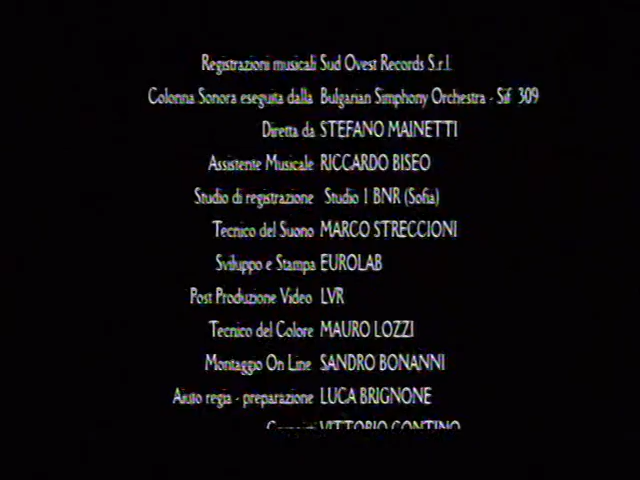 Registrazioni musicali Sud Ovest Records S.r.l.
Colonna Sonora eseguita dalla Bulgarian Simphony Orchestra - Sif 309
Diretta da STEFANO MAINETTI
Assistente Musicale RICCARDO BISEO
Studio di registrazione Studio 1 BNR (Sofia)
Tecnico del Suono MARCO STRECCIONI
Sviluppo e Stampa EUROLAB
Post Produzione Video LVR
Tecnico del Colore MAURO LOZZI
Montaggio On Line SANDRO BONANNI
Aiuto regia - preparazione LUCA BRIGNONE
VITTORIO CONTINO